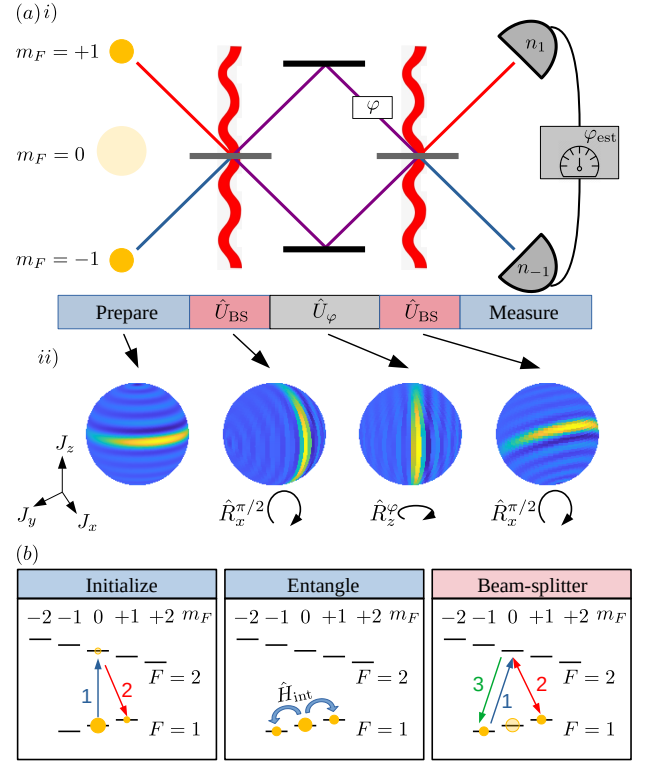 (a) i)
m_F = +1
n_1
φ
φ_est
m_F = 0
m_F = −1
n_{−1}
Prepare Û_BS Û_φ Û_BS Measure
ii)
J_z
J_y J_x
R̂_x^{π/2} R̂_z^φ R̂_x^{π/2}
(b)
Initialize Entangle Beam-splitter
−2 −1 0 +1 +2 m_F −2 −1 0 +1 +2 m_F −2 −1 0 +1 +2 m_F
F = 2 F = 2 F = 2
1 2 Ĥ_int 3 1 2
F = 1 F = 1 F = 1